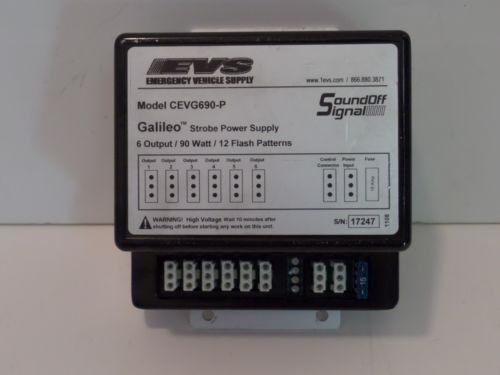 EVS
EMERGENCY VEHICLE SUPPLY
www.1evs.com / 866.880.3871
Model CEVG690-P
SoundOff
Signal
Galileo™ Strobe Power Supply
6 Output / 90 Watt / 12 Flash Patterns
Output 1 Output 2 Output 3 Output 4 Output 5 Output 6 Control Connector Power Input Fuse
15 Amp
WARNING! High Voltage Wait 10 minutes after
shutting off before starting any work on this unit.
S/N: 17247
1108
15